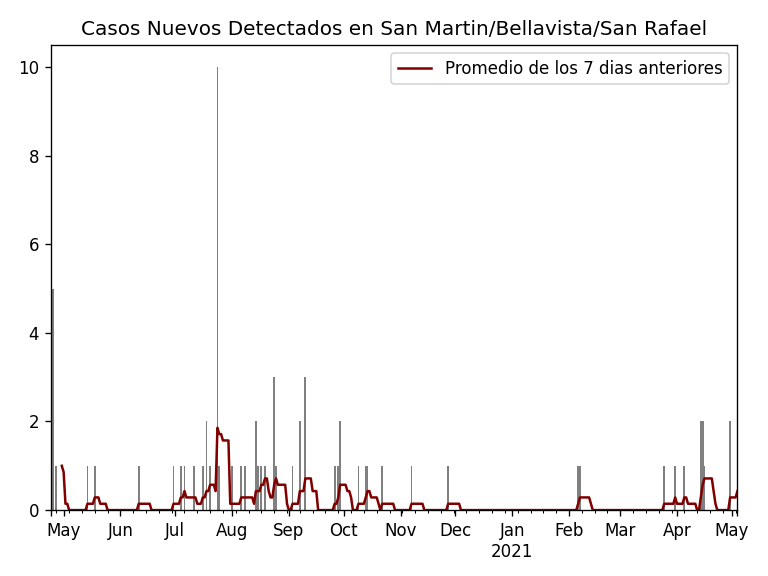 Casos Nuevos Detectados en San Martin/Bellavista/San Rafael
Promedio de los 7 dias anteriores
10
8
6
4
2
0
May Jun Jul Aug Sep Oct Nov Dec Jan Feb Mar Apr May
2021